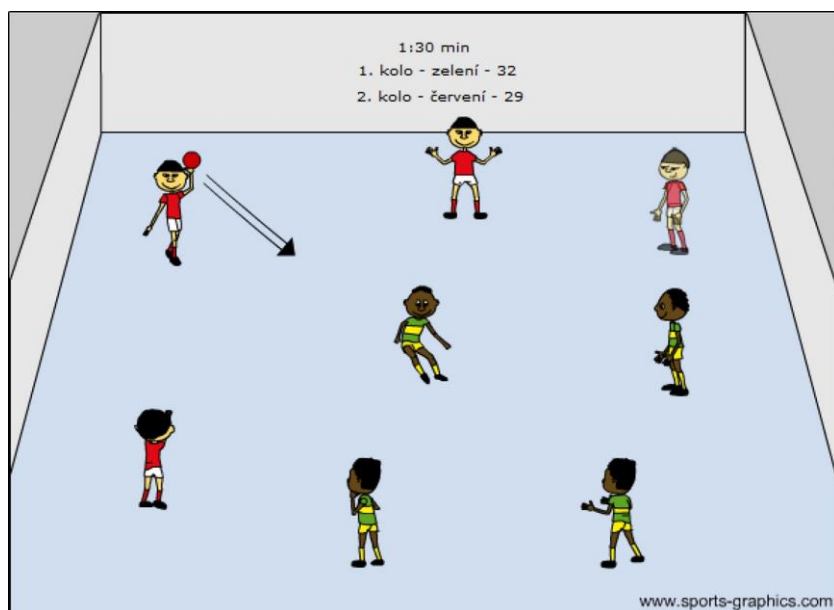 1:30 min
1. kolo - zelení - 32
2. kolo - červení - 29
www.sports-graphics.com